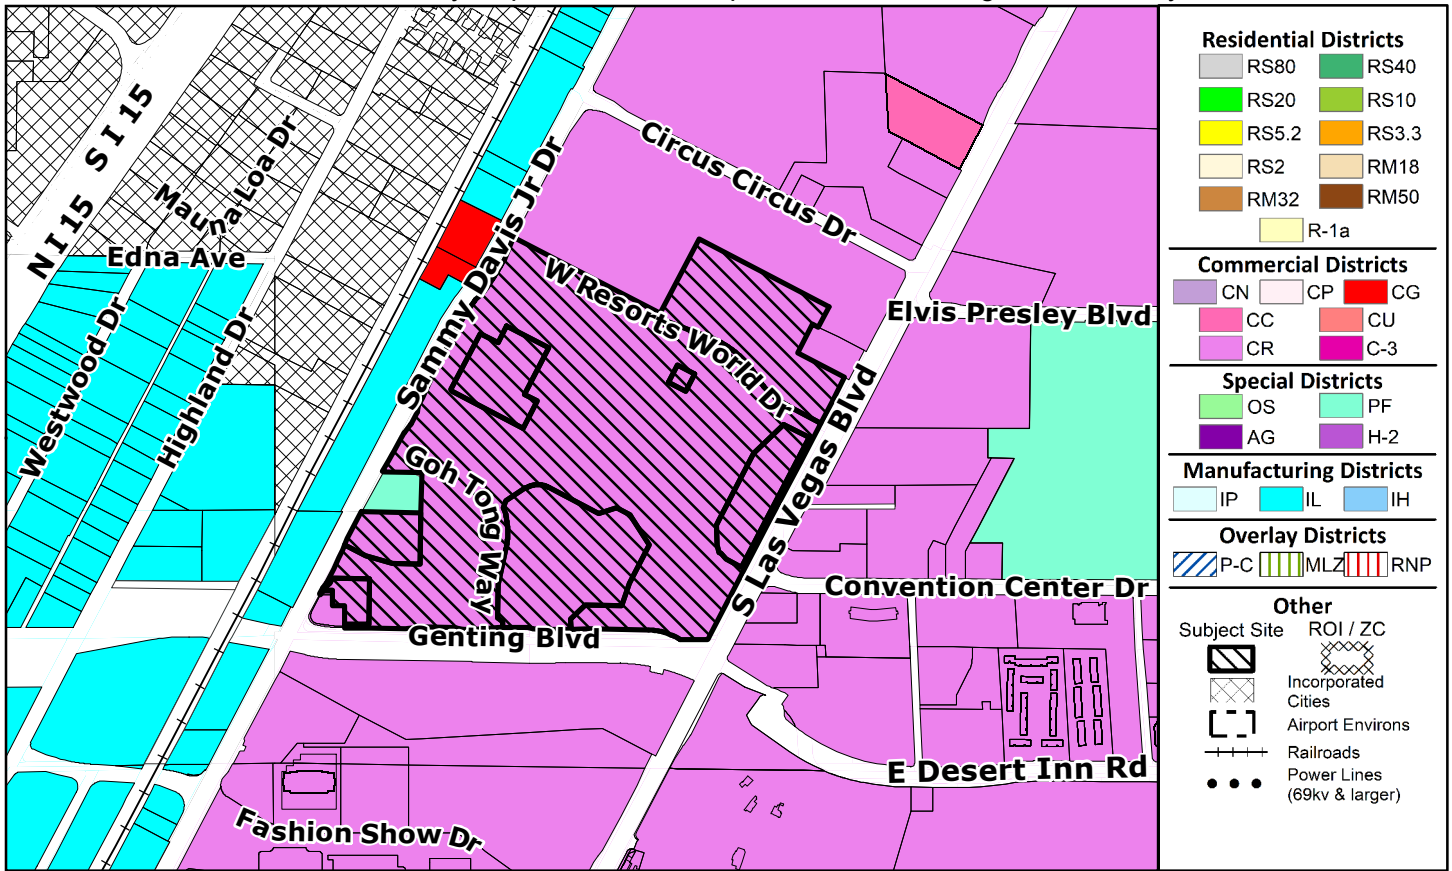 N I 15 S I 15
Mauna Loa Dr
Edna Ave
Westwood Dr
Highland Dr
Sammy Davis Jr Dr
Circus Circus Dr
W Resorts World Dr
Elvis Presley Blvd
Goh Tong Way
S Las Vegas Blvd
Convention Center Dr
Genting Blvd
E Desert Inn Rd
Fashion Show Dr
Residential Districts
RS80 RS40
RS20 RS10
RS5.2 RS3.3
RS2 RM18
RM32 RM50
R-1a
Commercial Districts
CN CP CG
CC CU
CR C-3
Special Districts
OS PF
AG H-2
Manufacturing Districts
IP IL IH
Overlay Districts
P-C MLZ RNP
Other
Subject Site ROI / ZC
Incorporated
Cities
Airport Environs
Railroads
Power Lines
(69kv & larger)